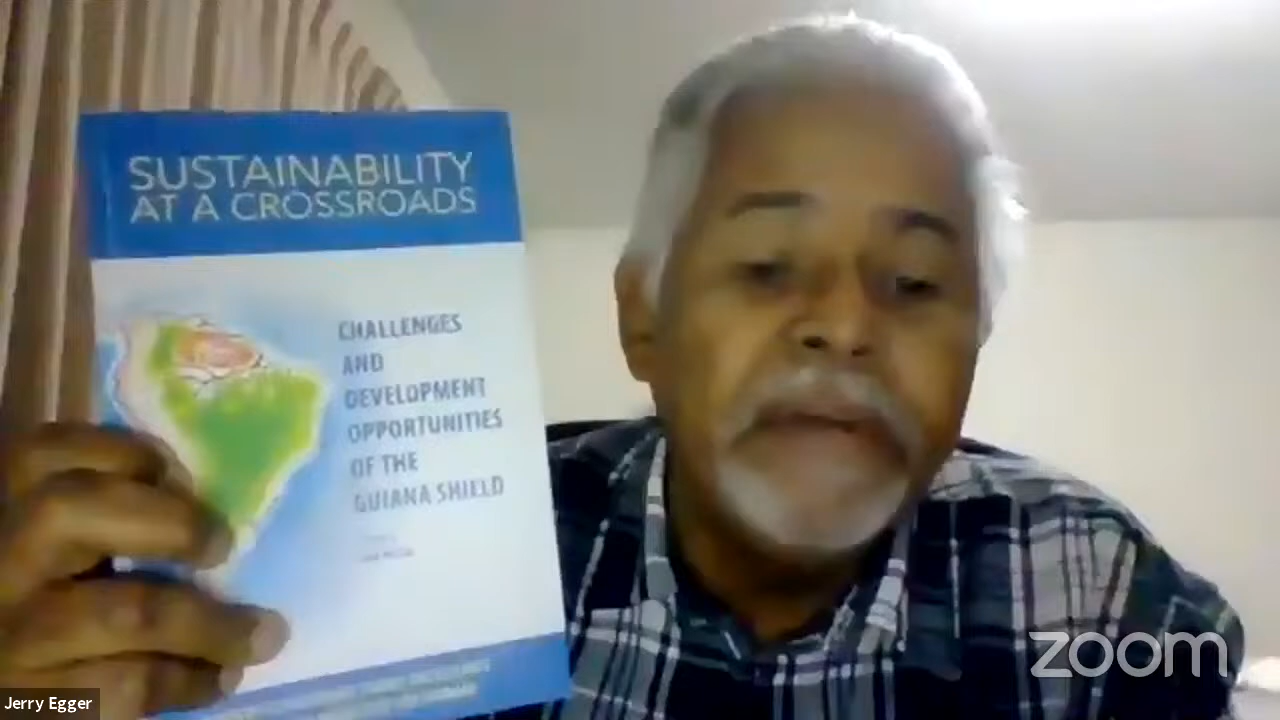 SUSTAINABILITY
AT A CROSSROADS
CHALLENGES
AND
DEVELOPMENT
OPPORTUNITIES
OF THE
GUIANA SHIELD
zoom
Jerry Egger